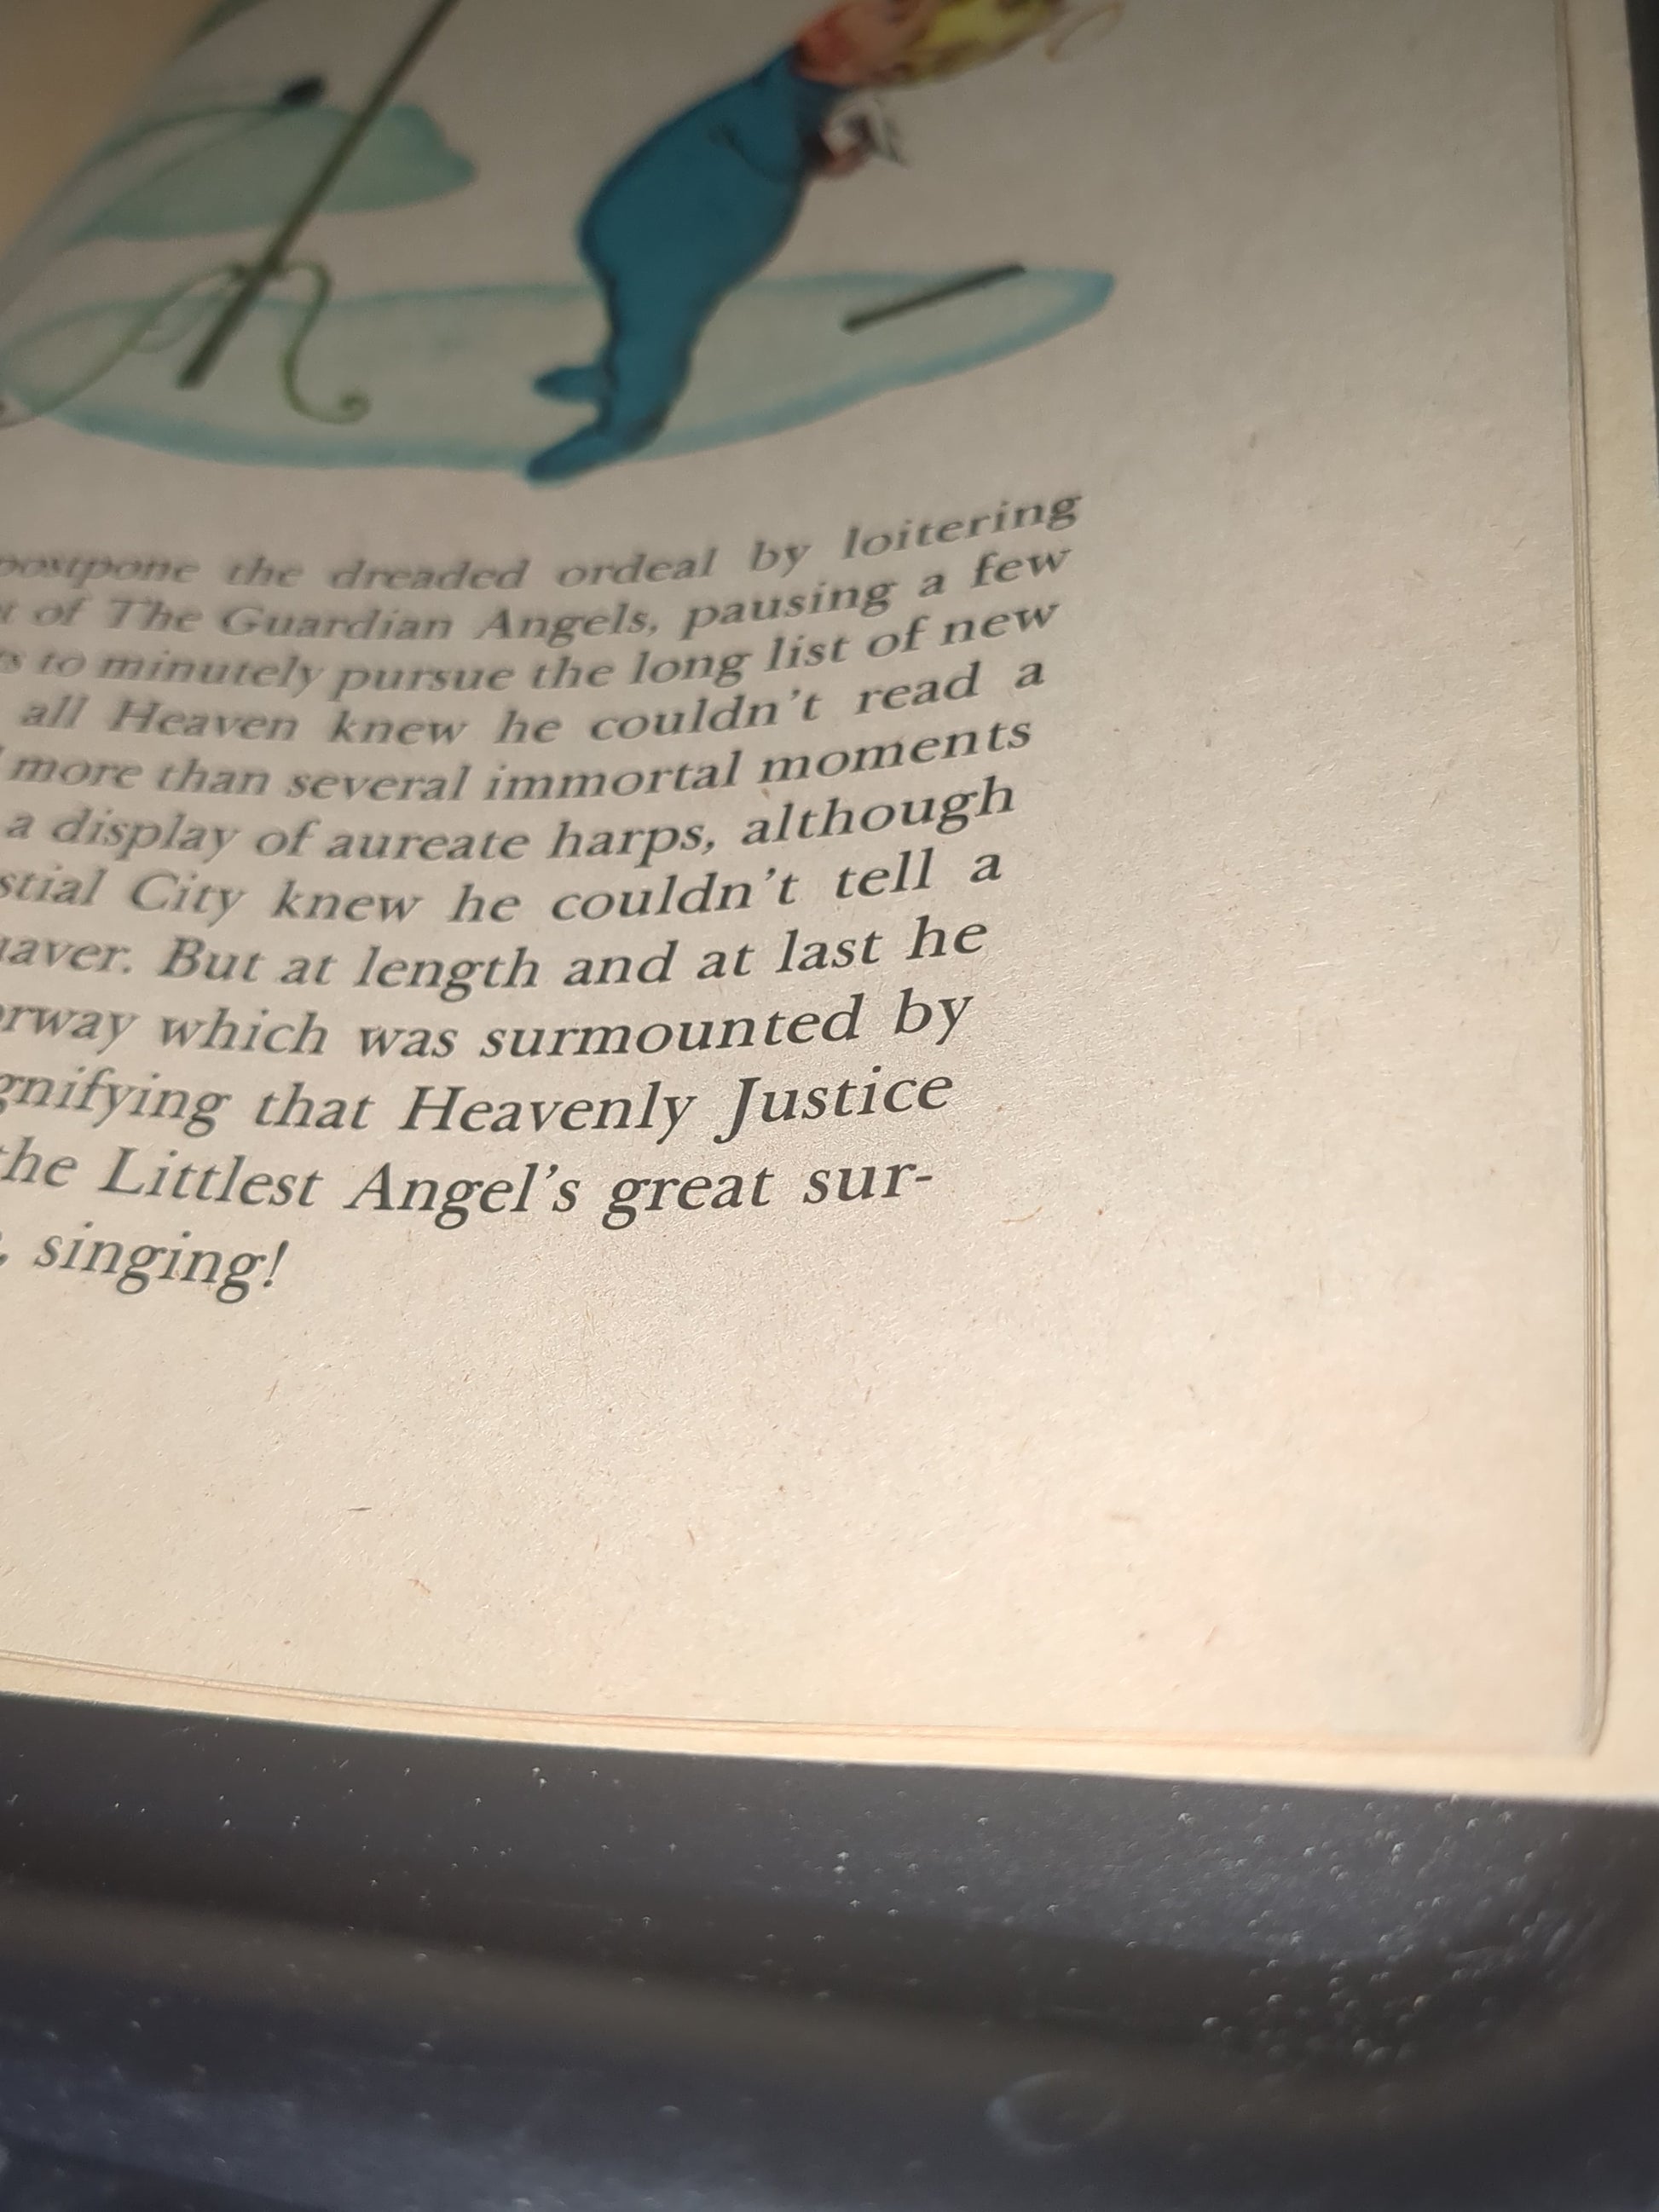 postpone the dreaded ordeal by loitering
of The Guardian Angels, pausing a few
to minutely pursue the long list of new
all Heaven knew he couldn't read a
more than several immortal moments
a display of aureate harps, although
stial City knew he couldn't tell a
aver. But at length and at last he
rway which was surmounted by
gnifying that Heavenly Justice
the Littlest Angel's great sur-
singing!